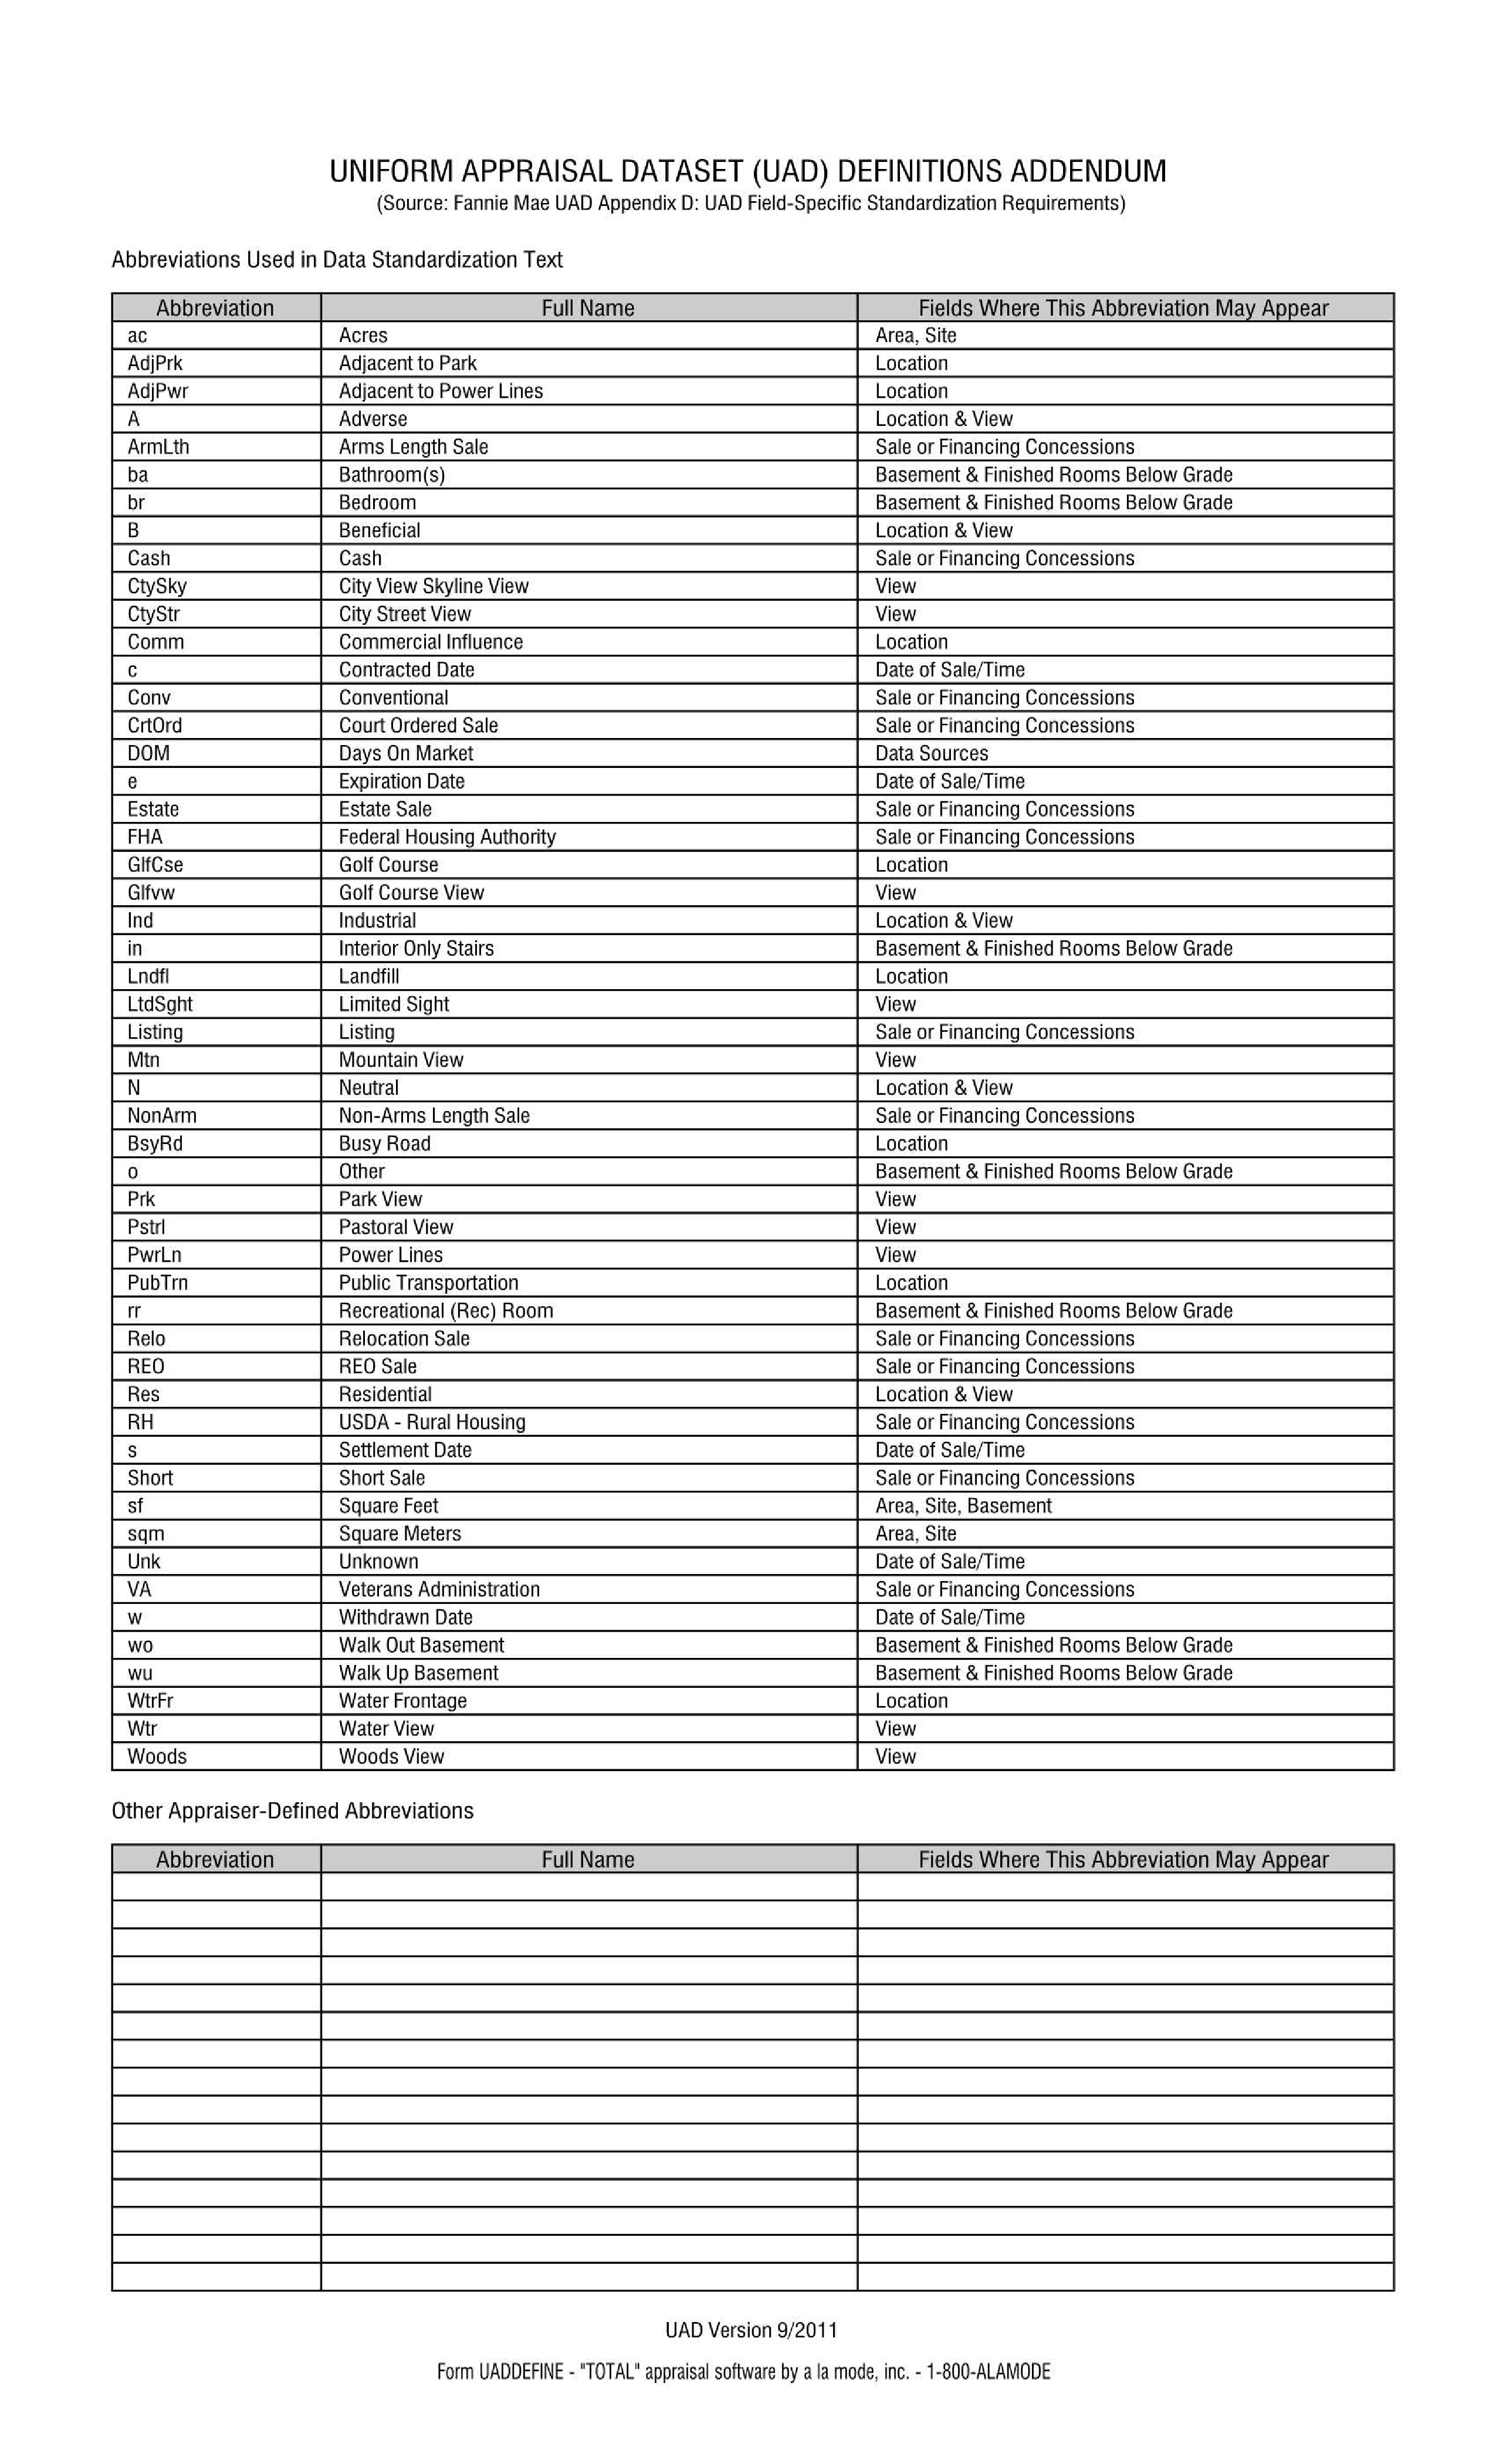 UNIFORM APPRAISAL DATASET (UAD) DEFINITIONS ADDENDUM
(Source: Fannie Mae UAD Appendix D: UAD Field-Specific Standardization Requirements)
Abbreviations Used in Data Standardization Text
Abbreviation Full Name Fields Where This Abbreviation May Appear
ac Acres Area, Site
AdjPrk Adjacent to Park Location
AdjPwr Adjacent to Power Lines Location
A Adverse Location & View
ArmLth Arms Length Sale Sale or Financing Concessions
ba Bathroom(s) Basement & Finished Rooms Below Grade
br Bedroom Basement & Finished Rooms Below Grade
B Beneficial Location & View
Cash Cash Sale or Financing Concessions
CtySky City View Skyline View View
CtyStr City Street View View
Comm Commercial Influence Location
c Contracted Date Date of Sale/Time
Conv Conventional Sale or Financing Concessions
CrtOrd Court Ordered Sale Sale or Financing Concessions
DOM Days On Market Data Sources
e Expiration Date Date of Sale/Time
Estate Estate Sale Sale or Financing Concessions
FHA Federal Housing Authority Sale or Financing Concessions
GlfCse Golf Course Location
Glfvw Golf Course View View
Ind Industrial Location & View
in Interior Only Stairs Basement & Finished Rooms Below Grade
Lndfl Landfill Location
LtdSght Limited Sight View
Listing Listing Sale or Financing Concessions
Mtn Mountain View View
N Neutral Location & View
NonArm Non-Arms Length Sale Sale or Financing Concessions
BsyRd Busy Road Location
o Other Basement & Finished Rooms Below Grade
Prk Park View View
Pstrl Pastoral View View
PwrLn Power Lines View
PubTrn Public Transportation Location
rr Recreational (Rec) Room Basement & Finished Rooms Below Grade
Relo Relocation Sale Sale or Financing Concessions
REO REO Sale Sale or Financing Concessions
Res Residential Location & View
RH USDA - Rural Housing Sale or Financing Concessions
s Settlement Date Date of Sale/Time
Short Short Sale Sale or Financing Concessions
sf Square Feet Area, Site, Basement
sqm Square Meters Area, Site
Unk Unknown Date of Sale/Time
VA Veterans Administration Sale or Financing Concessions
w Withdrawn Date Date of Sale/Time
wo Walk Out Basement Basement & Finished Rooms Below Grade
wu Walk Up Basement Basement & Finished Rooms Below Grade
WtrFr Water Frontage Location
Wtr Water View View
Woods Woods View View
Other Appraiser-Defined Abbreviations
Abbreviation Full Name Fields Where This Abbreviation May Appear
UAD Version 9/2011
Form UADDEFINE - "TOTAL" appraisal software by a la mode, inc. - 1-800-ALAMODE